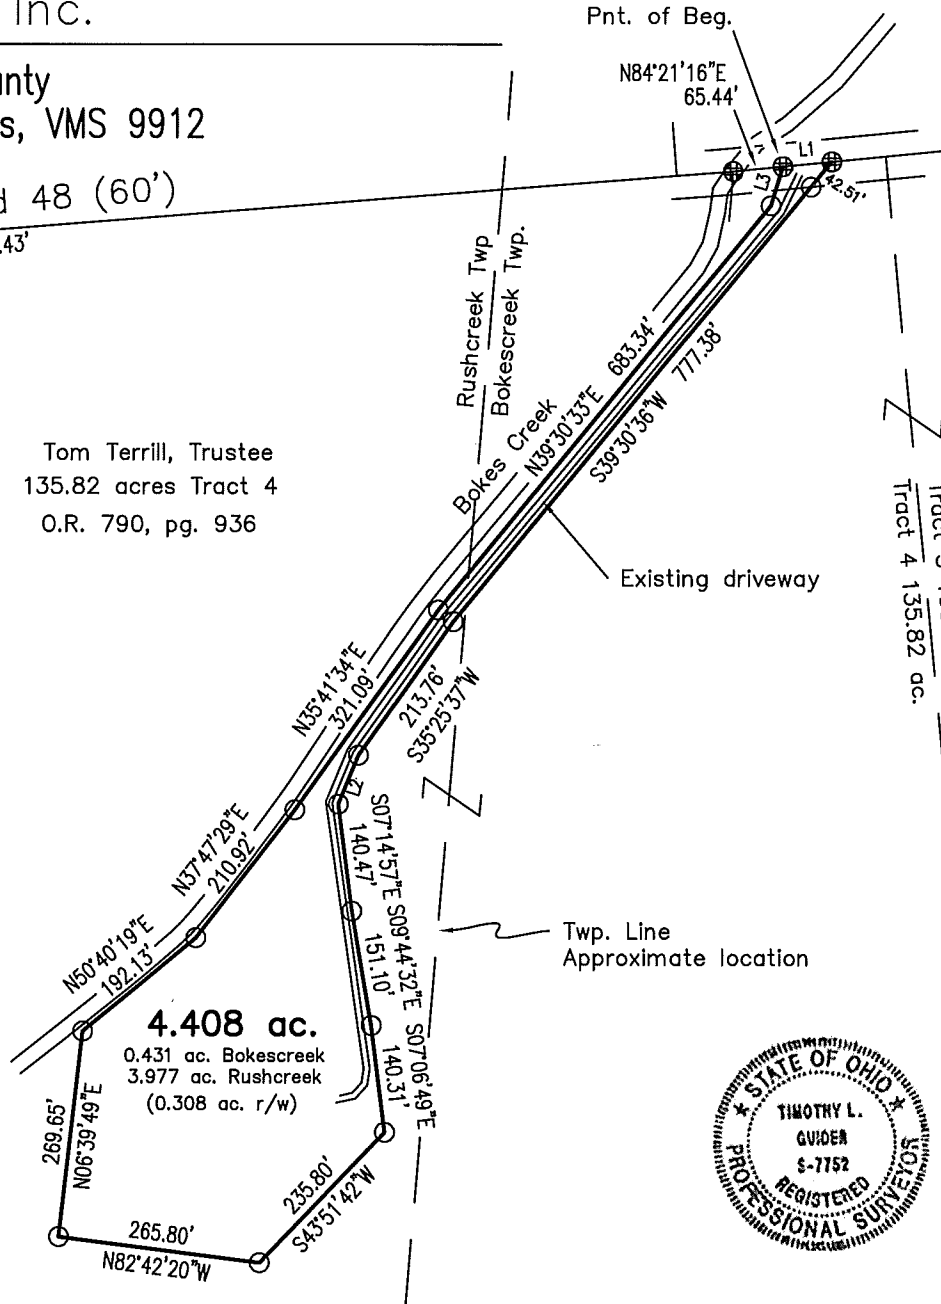 Inc.
Pnt. of Beg.
N84°21'16"E
65.44'
nty
s, VMS 9912
48 (60')
.43'
L1
L3
42.51'
Rushcreek Twp
Bokescreek Twp.
683.34'
N39°30'33"E
777.38'
S39°30'36"W
Bokes Creek
Tom Terrill, Trustee
135.82 acres Tract 4
O.R. 790, pg. 936
Existing driveway
Tract 4 135.82 ac.
N35°41'34"E
321.09'
213.76'
S35°25'37"W
L2
N37°47'29"E
210.92'
S07°14'57"E
140.47'
S09°44'32"E
151.10'
S07°06'49"E
140.31'
Twp. Line
Approximate location
N50°40'19"E
192.13'
4.408 ac.
0.431 ac. Bokescreek
3.977 ac. Rushcreek
(0.308 ac. r/w)
269.65'
N06°39'49"E
235.80'
S43°51'42"W
265.80'
N82°42'20"W
STATE OF OHIO
TIMOTHY L.
GUIDER
S-7752
REGISTERED
PROFESSIONAL SURVEYOR